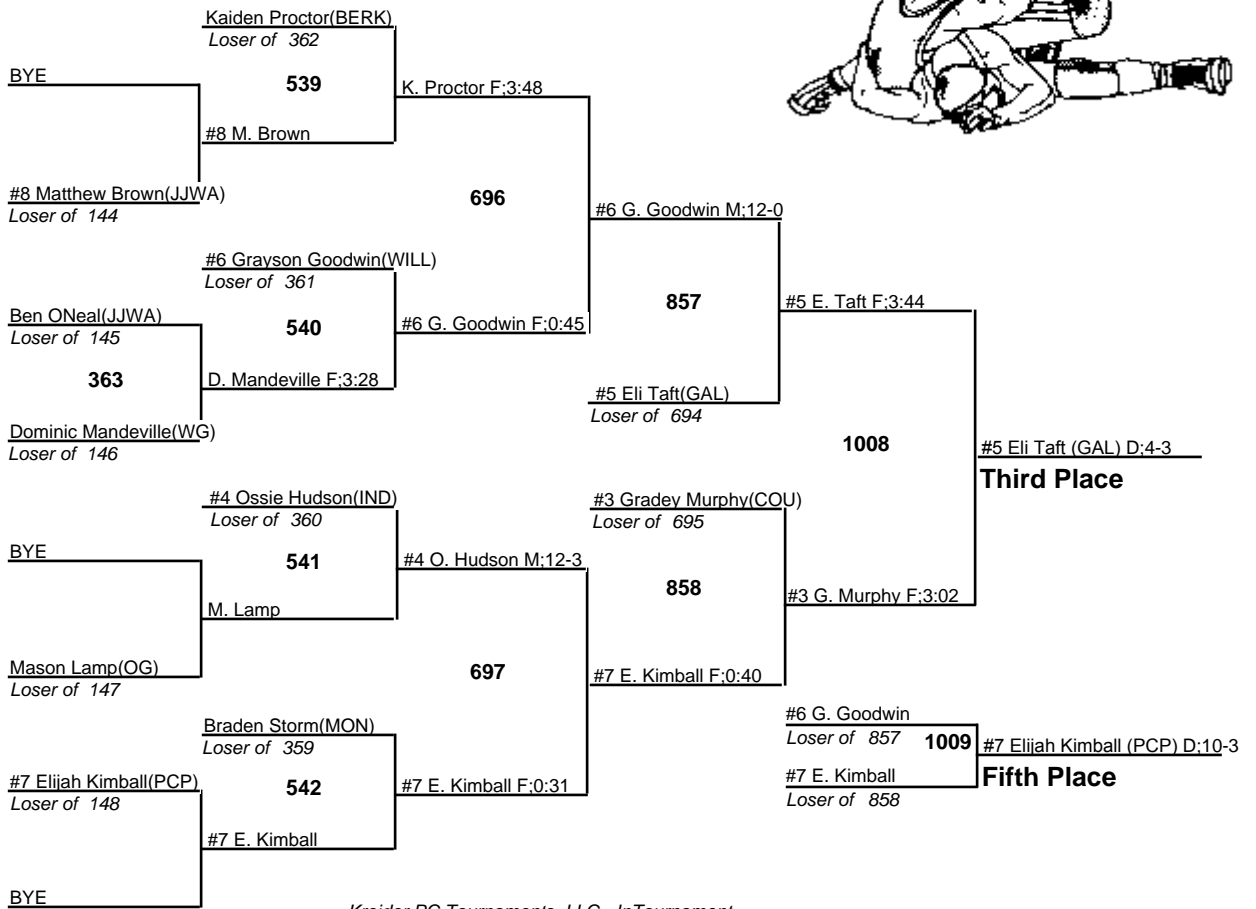 Kaiden Proctor(BERK)
Loser of 362
BYE
539
K. Proctor F;3:48
#8 M. Brown
#8 Matthew Brown(JJWA)
Loser of 144
696
#6 G. Goodwin M;12-0
#6 Grayson Goodwin(WILL)
Loser of 361
Ben ONeal(JJWA)
Loser of 145
540
#6 G. Goodwin F;0:45
857
#5 E. Taft F;3:44
363
D. Mandeville F;3:28
#5 Eli Taft(GAL)
Loser of 694
Dominic Mandeville(WG)
Loser of 146
1008
#5 Eli Taft (GAL) D;4-3
Third Place
#4 Ossie Hudson(IND)
Loser of 360
#3 Gradey Murphy(COU)
Loser of 695
BYE
541
#4 O. Hudson M;12-3
858
#3 G. Murphy F;3:02
M. Lamp
Mason Lamp(OG)
Loser of 147
697
#7 E. Kimball F;0:40
Braden Storm(MON)
Loser of 359
#6 G. Goodwin
Loser of 857
1009
#7 Elijah Kimball (PCP) D;10-3
Fifth Place
#7 E. Kimball
Loser of 858
#7 Elijah Kimball(PCP)
Loser of 148
542
#7 E. Kimball F;0:31
#7 E. Kimball
BYE